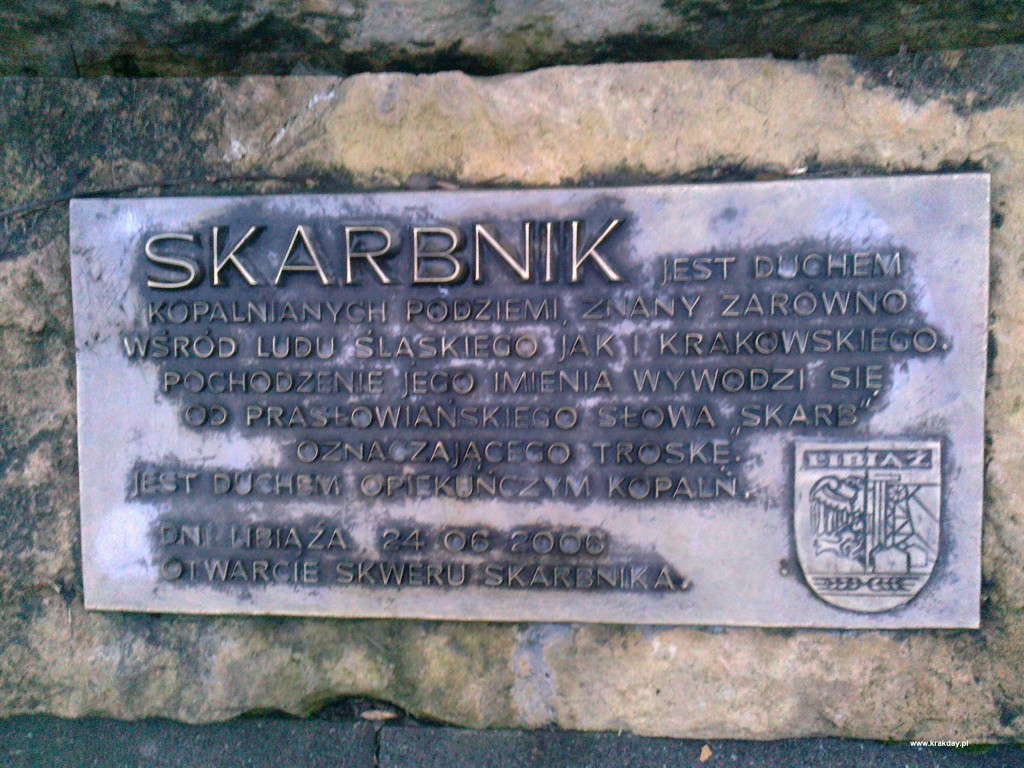 SKARBNIK JEST DUCHEM
KOPALNIANYCH PODZIEMI, ZNANY ZARÓWNO
WŚRÓD LUDU ŚLĄSKIEGO JAK I KRAKOWSKIEGO.
POCHODZENIE JEGO IMIENIA WYWODZI SIĘ
OD PRASŁOWIAŃSKIEGO SŁOWA „SKARB",
OZNACZAJĄCEGO TROSKĘ.
JEST DUCHEM OPIEKUŃCZYM KOPALŃ.
LIBIĄŻ
DNI LIBIĄŻA 24 06 2006
OTWARCIE SKWERU SKARBNIKA.
www.krakday.pl